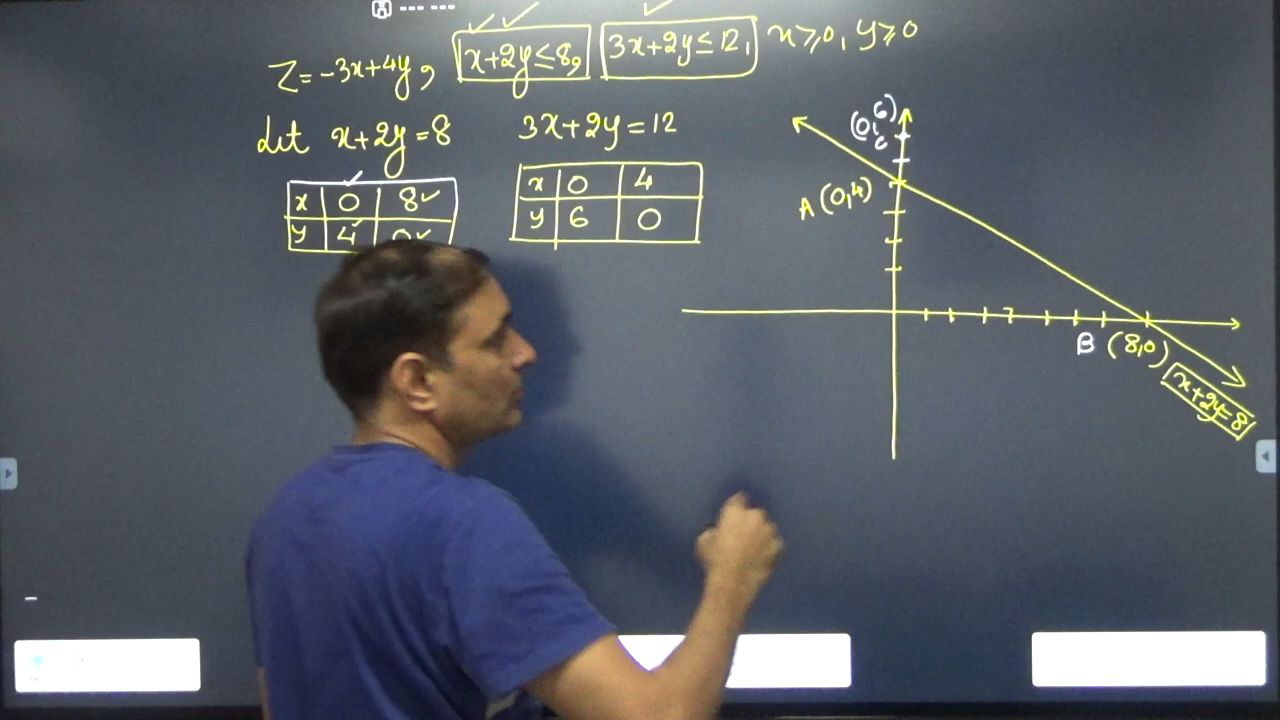 Z = -3x+4y, x+2y≤8, 3x+2y≤12, x≥0, y≥0
Let x+2y=8 3x+2y=12
x 0 8
y 4 0
x 0 4
y 6 0
(0,6)
C
A (0,4)
B (8,0)
x+2y=8